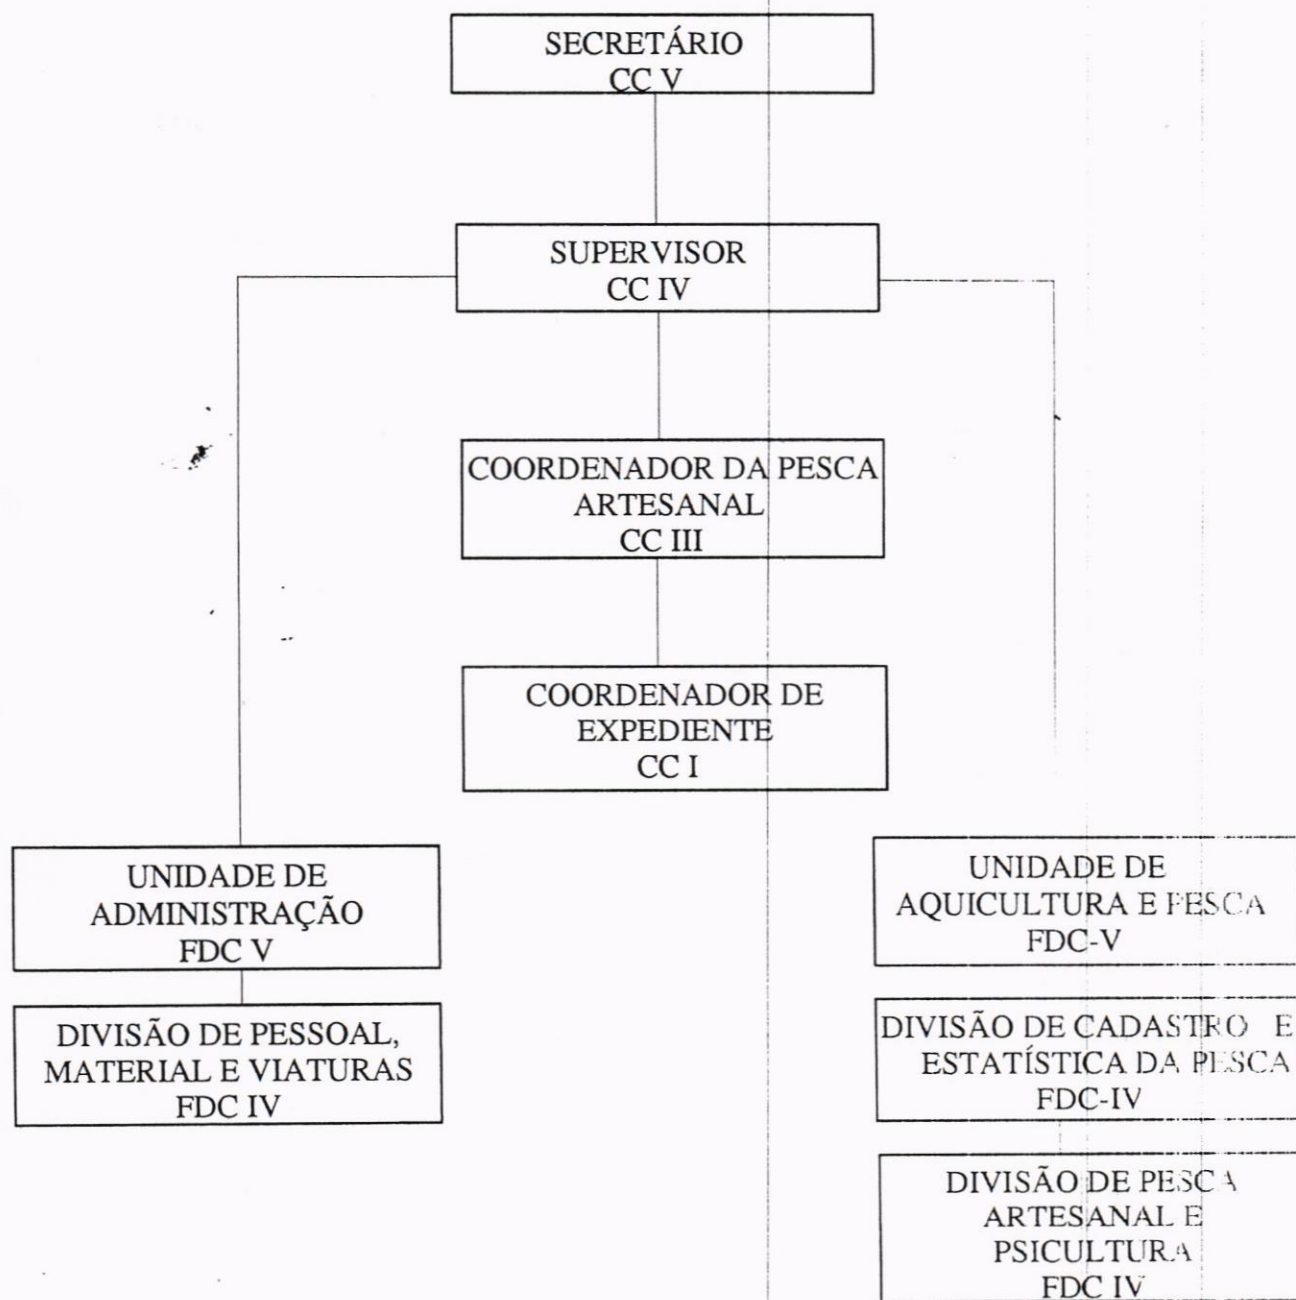 SECRETÁRIO
CC V
SUPERVISOR
CC IV
COORDENADOR DA PESCA
ARTESANAL
CC III
COORDENADOR DE
EXPEDIENTE
CC I
UNIDADE DE
ADMINISTRAÇÃO
FDC V
DIVISÃO DE PESSOAL,
MATERIAL E VIATURAS
FDC IV
UNIDADE DE
AQUICULTURA E PESCA
FDC-V
DIVISÃO DE CADASTRO E
ESTATÍSTICA DA PESCA
FDC-IV
DIVISÃO DE PESCA
ARTESANAL E
PSICULTURA
FDC IV